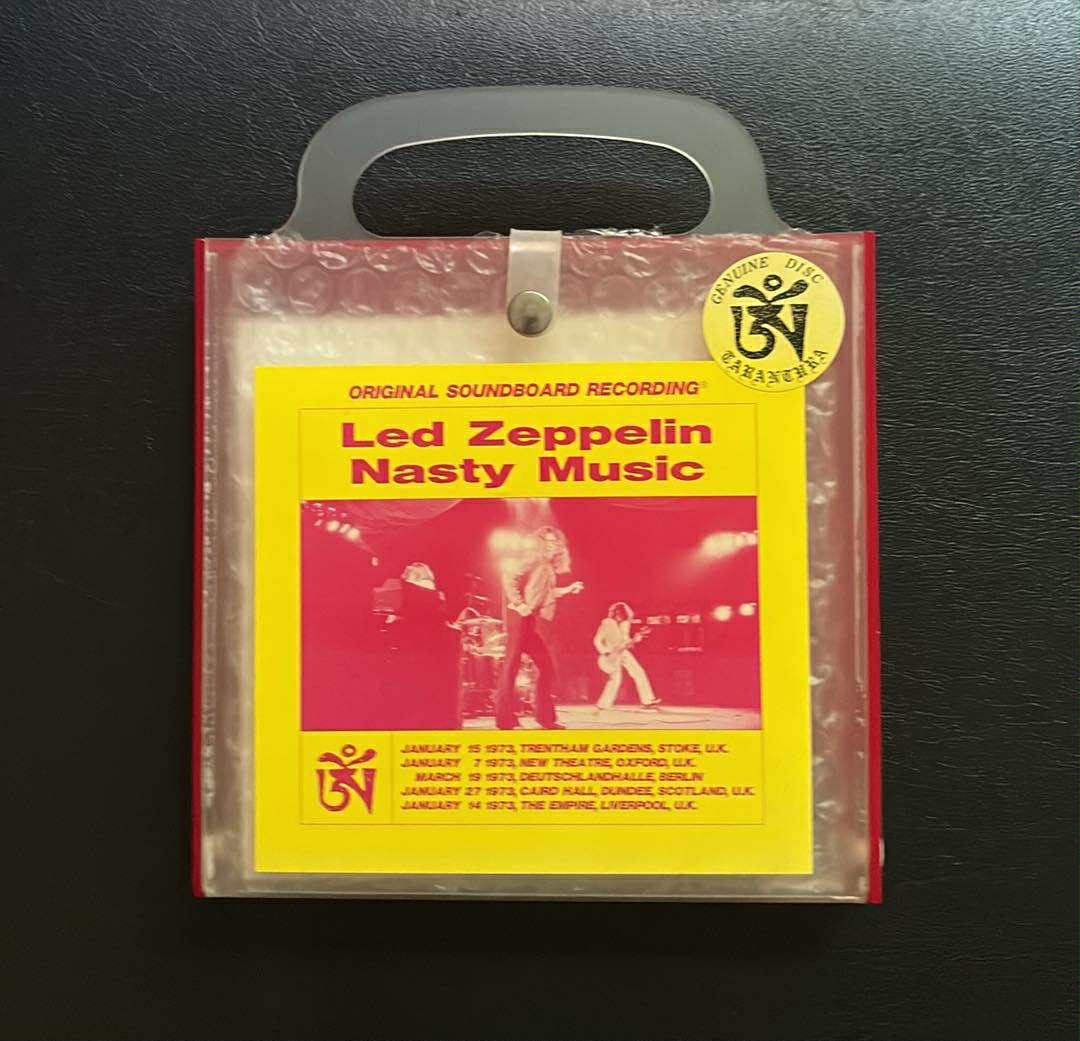 GENUINE DISC
TARANTURA
ORIGINAL SOUNDBOARD RECORDING
Led Zeppelin
Nasty Music
JANUARY 15 1973, TRENTHAM GARDENS, STOKE, U.K.
JANUARY 7 1973, NEW THEATRE, OXFORD, U.K.
MARCH 19 1973, DEUTSCHLANDHALLE, BERLIN
JANUARY 27 1973, CAIRD HALL, DUNDEE, SCOTLAND, U.K.
JANUARY 14 1973, THE EMPIRE, LIVERPOOL, U.K.